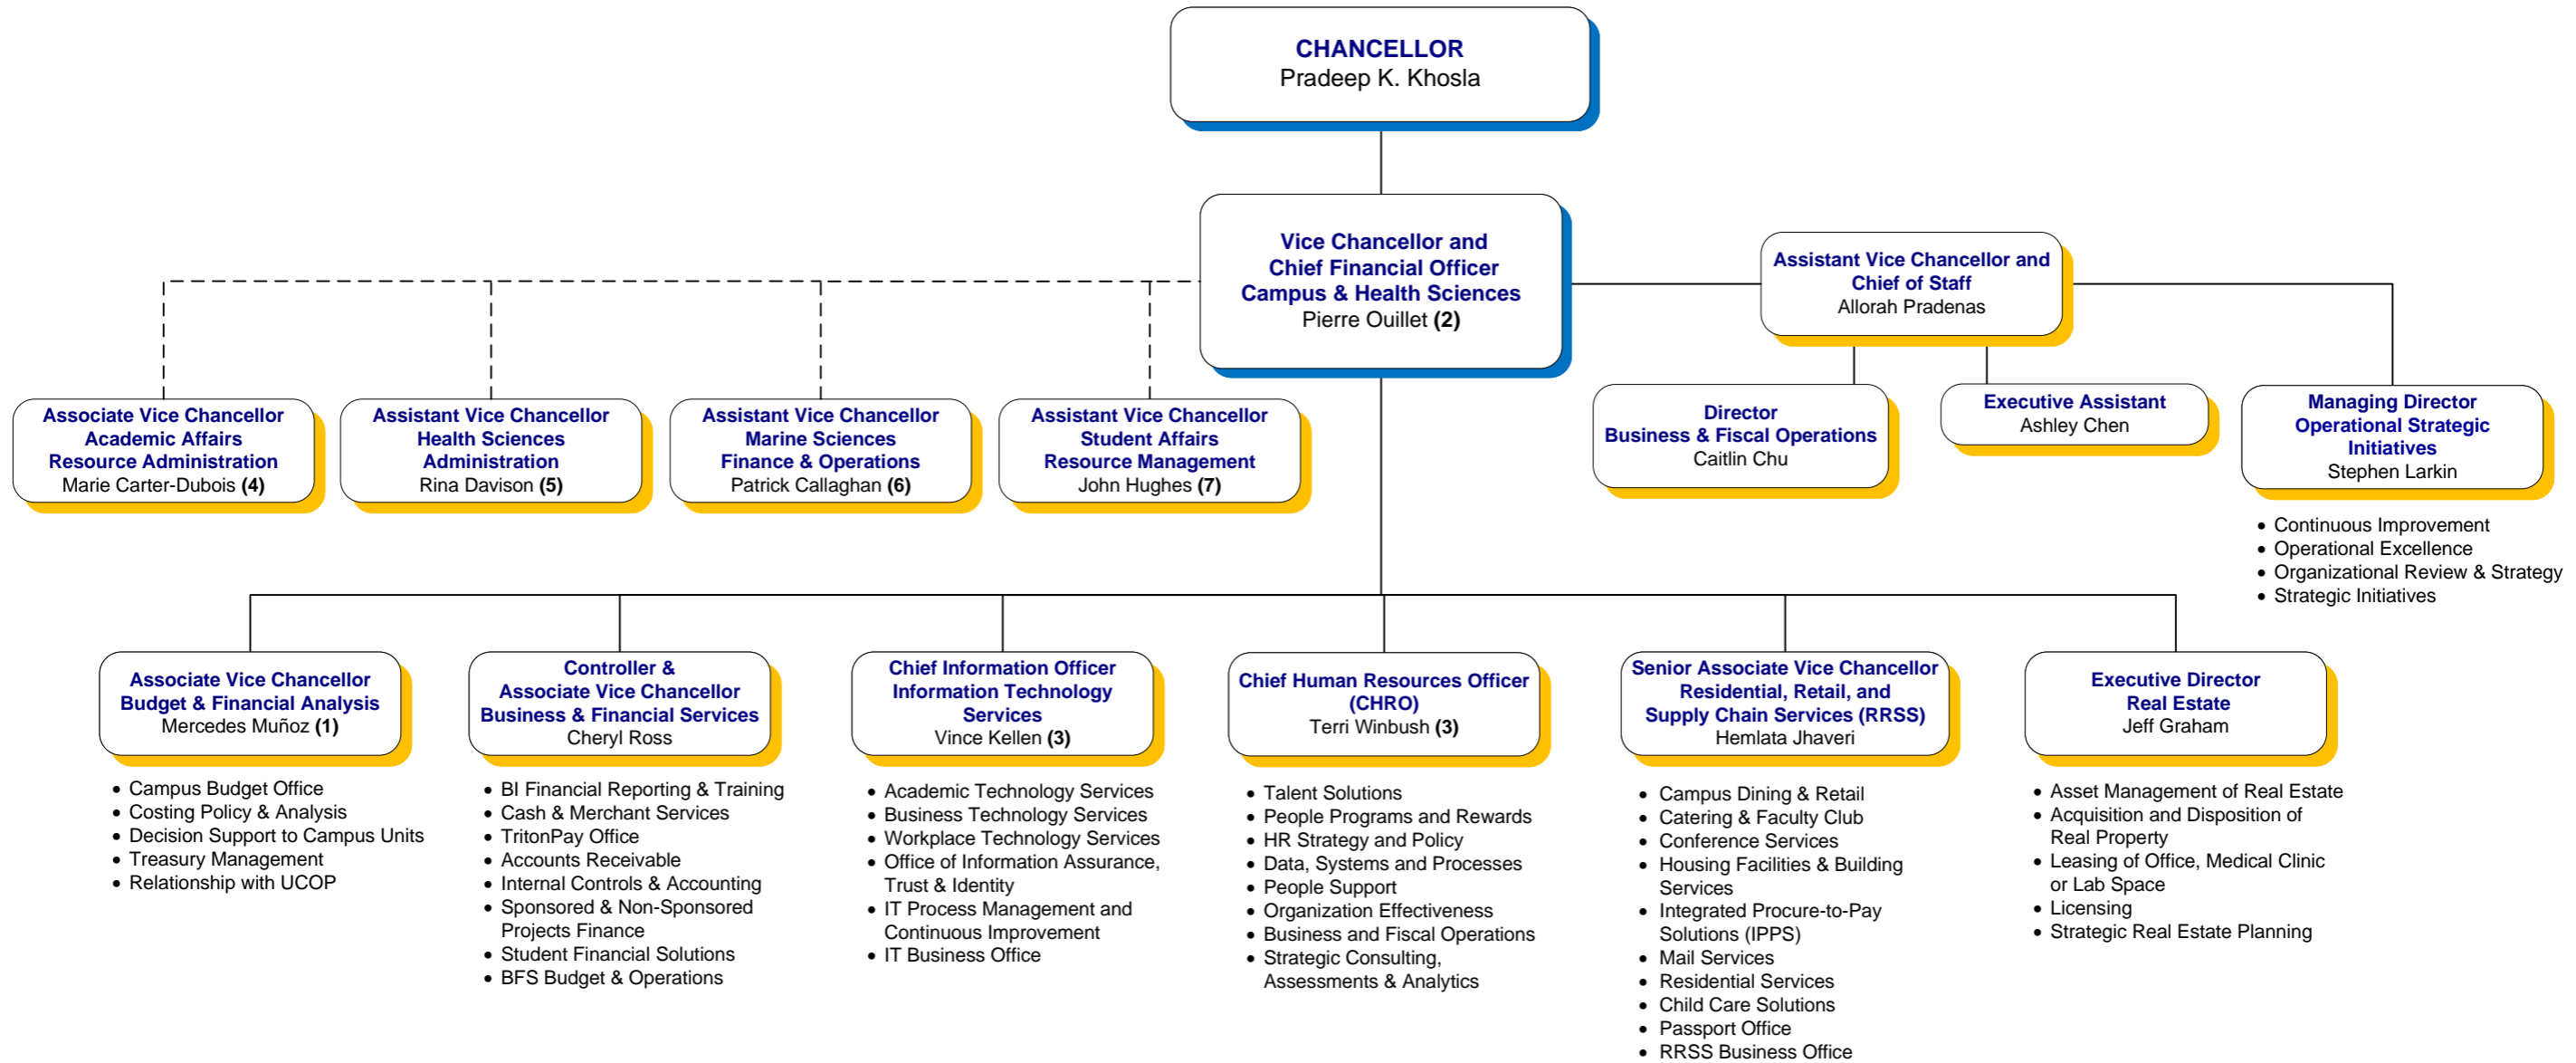 CHANCELLOR
Pradeep K. Khosla
Vice Chancellor and
Chief Financial Officer
Campus & Health Sciences
Pierre Ouillet (2)
Assistant Vice Chancellor and
Chief of Staff
Allorah Pradenas
Associate Vice Chancellor
Academic Affairs
Resource Administration
Marie Carter-Dubois (4)
Assistant Vice Chancellor
Health Sciences
Administration
Rina Davison (5)
Assistant Vice Chancellor
Marine Sciences
Finance & Operations
Patrick Callaghan (6)
Assistant Vice Chancellor
Student Affairs
Resource Management
John Hughes (7)
Director
Business & Fiscal Operations
Caitlin Chu
Executive Assistant
Ashley Chen
Managing Director
Operational Strategic
Initiatives
Stephen Larkin
• Continuous Improvement
• Operational Excellence
• Organizational Review & Strategy
• Strategic Initiatives
Associate Vice Chancellor
Budget & Financial Analysis
Mercedes Muñoz (1)
• Campus Budget Office
• Costing Policy & Analysis
• Decision Support to Campus Units
• Treasury Management
• Relationship with UCOP
Controller &
Associate Vice Chancellor
Business & Financial Services
Cheryl Ross
• BI Financial Reporting & Training
• Cash & Merchant Services
• TritonPay Office
• Accounts Receivable
• Internal Controls & Accounting
• Sponsored & Non-Sponsored
Projects Finance
• Student Financial Solutions
• BFS Budget & Operations
Chief Information Officer
Information Technology
Services
Vince Kellen (3)
• Academic Technology Services
• Business Technology Services
• Workplace Technology Services
• Office of Information Assurance,
Trust & Identity
• IT Process Management and
Continuous Improvement
• IT Business Office
Chief Human Resources Officer
(CHRO)
Terri Winbush (3)
• Talent Solutions
• People Programs and Rewards
• HR Strategy and Policy
• Data, Systems and Processes
• People Support
• Organization Effectiveness
• Business and Fiscal Operations
• Strategic Consulting,
Assessments & Analytics
Senior Associate Vice Chancellor
Residential, Retail, and
Supply Chain Services (RRSS)
Hemlata Jhaveri
• Campus Dining & Retail
• Catering & Faculty Club
• Conference Services
• Housing Facilities & Building
Services
• Integrated Procure-to-Pay
Solutions (IPPS)
• Mail Services
• Residential Services
• Child Care Solutions
• Passport Office
• RRSS Business Office
Executive Director
Real Estate
Jeff Graham
• Asset Management of Real Estate
• Acquisition and Disposition of
Real Property
• Leasing of Office, Medical Clinic
or Lab Space
• Licensing
• Strategic Real Estate Planning